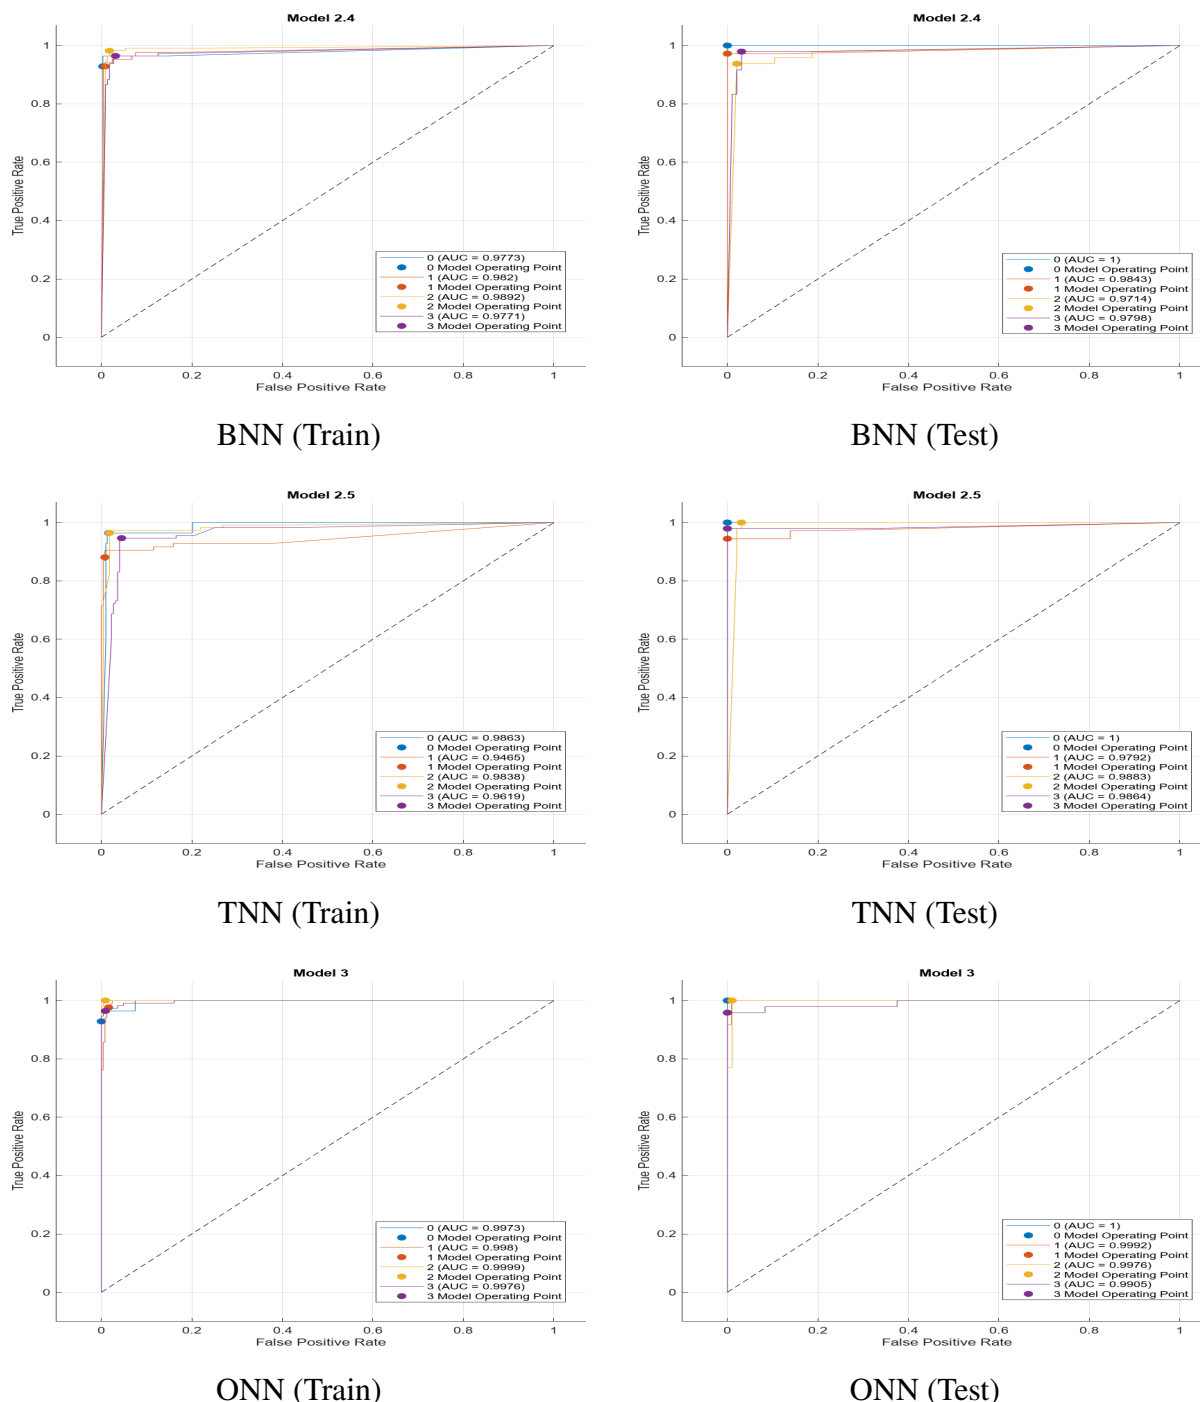 Model 2.4
True Positive Rate
1
0.8
0.6
0.4
0.2
0
0 (AUC = 0.9773)
0 Model Operating Point
1 (AUC = 0.982)
1 Model Operating Point
2 (AUC = 0.9892)
2 Model Operating Point
3 (AUC = 0.9771)
3 Model Operating Point
0 0.2 0.4 0.6 0.8 1
False Positive Rate
BNN (Train)
Model 2.4
True Positive Rate
1
0.8
0.6
0.4
0.2
0
0 (AUC = 1)
0 Model Operating Point
1 (AUC = 0.9843)
1 Model Operating Point
2 (AUC = 0.9714)
2 Model Operating Point
3 (AUC = 0.9798)
3 Model Operating Point
0 0.2 0.4 0.6 0.8 1
False Positive Rate
BNN (Test)
Model 2.5
True Positive Rate
1
0.8
0.6
0.4
0.2
0
0 (AUC = 0.9863)
0 Model Operating Point
1 (AUC = 0.9465)
1 Model Operating Point
2 (AUC = 0.9838)
2 Model Operating Point
3 (AUC = 0.9619)
3 Model Operating Point
0 0.2 0.4 0.6 0.8 1
False Positive Rate
TNN (Train)
Model 2.5
True Positive Rate
1
0.8
0.6
0.4
0.2
0
0 (AUC = 1)
0 Model Operating Point
1 (AUC = 0.9792)
1 Model Operating Point
2 (AUC = 0.9883)
2 Model Operating Point
3 (AUC = 0.9864)
3 Model Operating Point
0 0.2 0.4 0.6 0.8 1
False Positive Rate
TNN (Test)
Model 3
True Positive Rate
1
0.8
0.6
0.4
0.2
0
0 (AUC = 0.9973)
0 Model Operating Point
1 (AUC = 0.998)
1 Model Operating Point
2 (AUC = 0.9999)
2 Model Operating Point
3 (AUC = 0.9976)
3 Model Operating Point
0 0.2 0.4 0.6 0.8 1
False Positive Rate
ONN (Train)
Model 3
True Positive Rate
1
0.8
0.6
0.4
0.2
0
0 (AUC = 1)
0 Model Operating Point
1 (AUC = 0.9992)
1 Model Operating Point
2 (AUC = 0.9976)
2 Model Operating Point
3 (AUC = 0.9905)
3 Model Operating Point
0 0.2 0.4 0.6 0.8 1
False Positive Rate
ONN (Test)